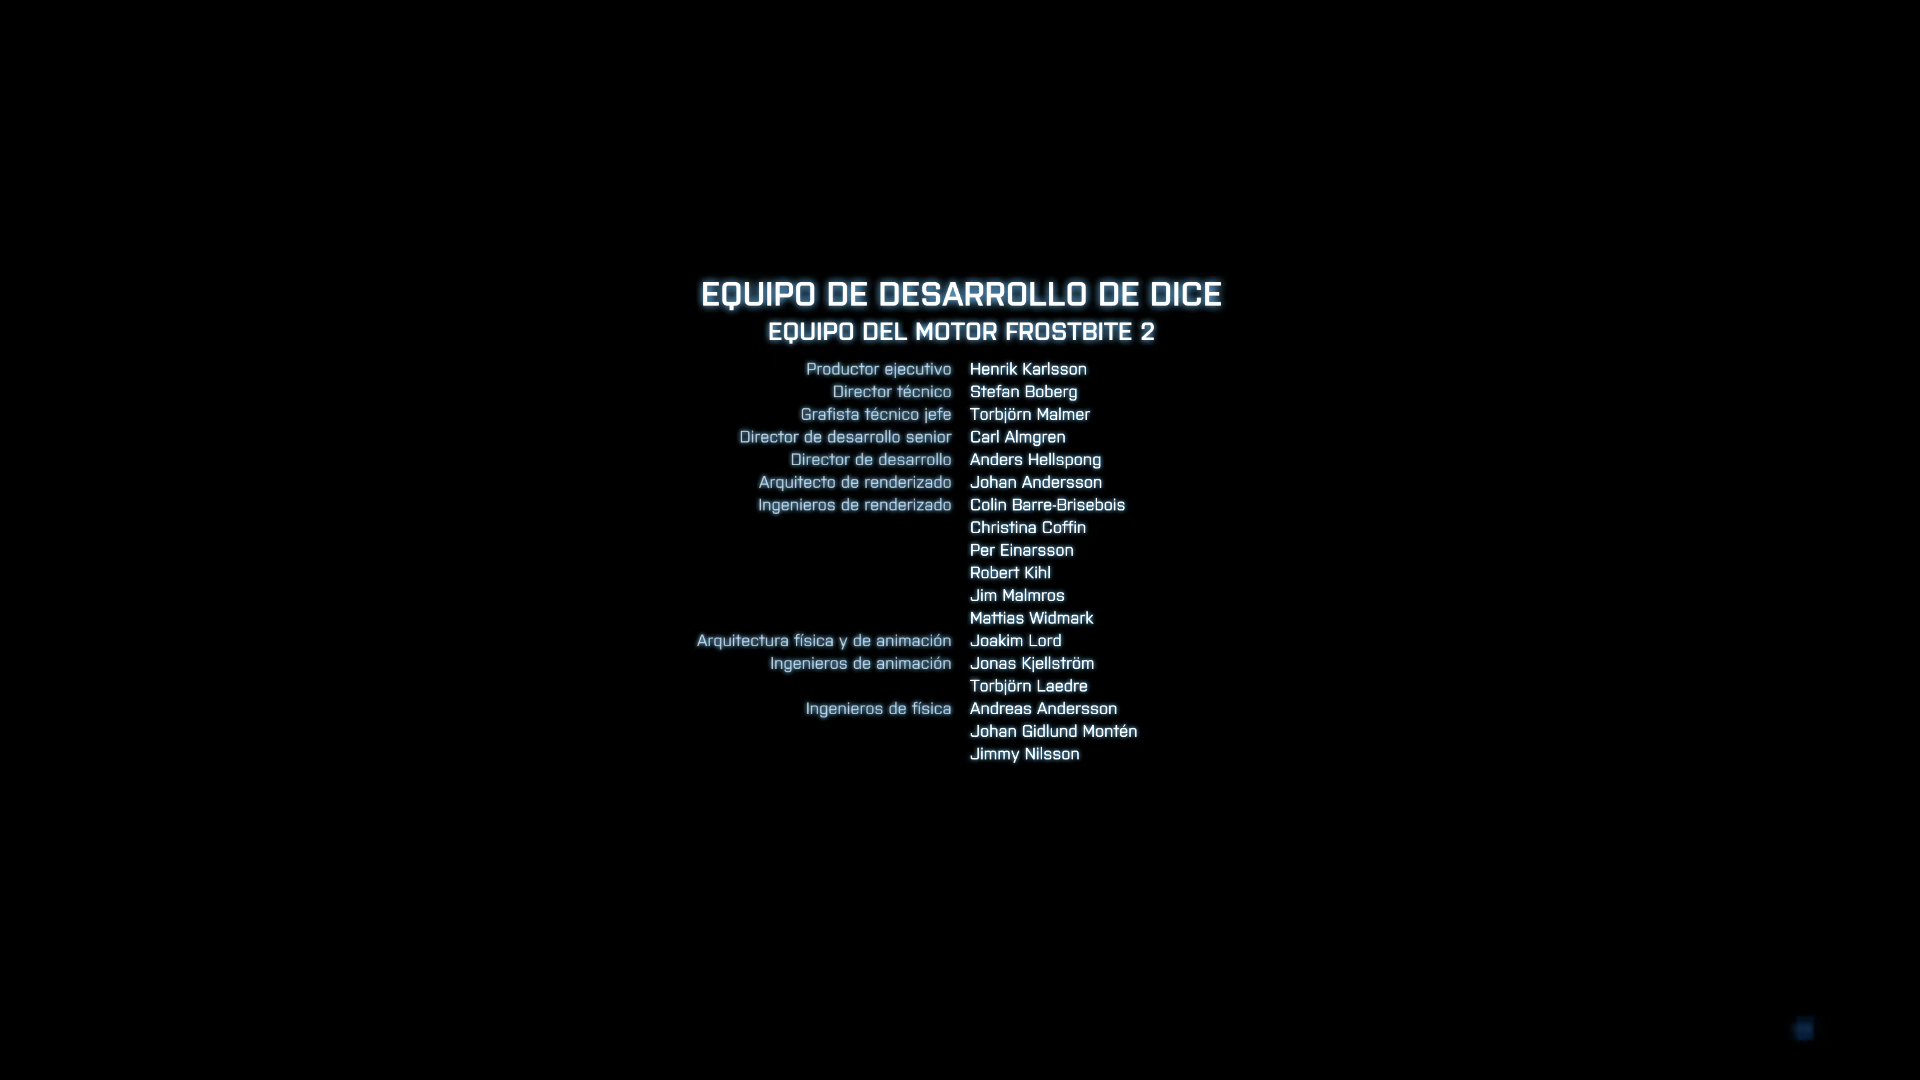 EQUIPO DE DESARROLLO DE DICE
EQUIPO DEL MOTOR FROSTBITE 2
Productor ejecutivo Henrik Karlsson
Director técnico Stefan Boberg
Grafista técnico jefe Torbjörn Malmer
Director de desarrollo senior Carl Almgren
Director de desarrollo Anders Hellspong
Arquitecto de renderizado Johan Andersson
Ingenieros de renderizado Colin Barre-Brisebois
Christina Coffin
Per Einarsson
Robert Kihl
Jim Malmros
Mattias Widmark
Arquitectura física y de animación Joakim Lord
Ingenieros de animación Jonas Kjellström
Torbjörn Laedre
Ingenieros de física Andreas Andersson
Johan Gidlund Montén
Jimmy Nilsson